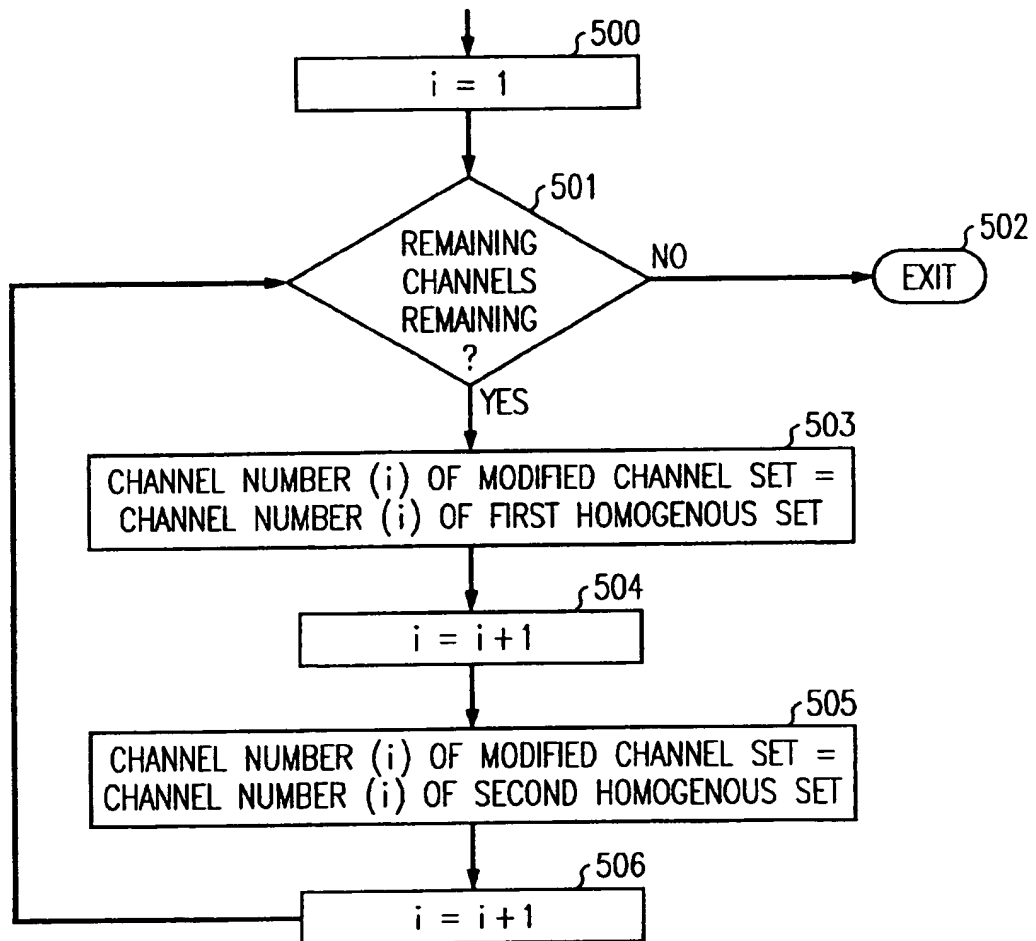 500
i = 1
501
REMAINING
CHANNELS
REMAINING
?
NO
502
EXIT
YES
503
CHANNEL NUMBER (i) OF MODIFIED CHANNEL SET =
CHANNEL NUMBER (i) OF FIRST HOMOGENOUS SET
504
i = i+1
505
CHANNEL NUMBER (i) OF MODIFIED CHANNEL SET =
CHANNEL NUMBER (i) OF SECOND HOMOGENOUS SET
506
i = i+1